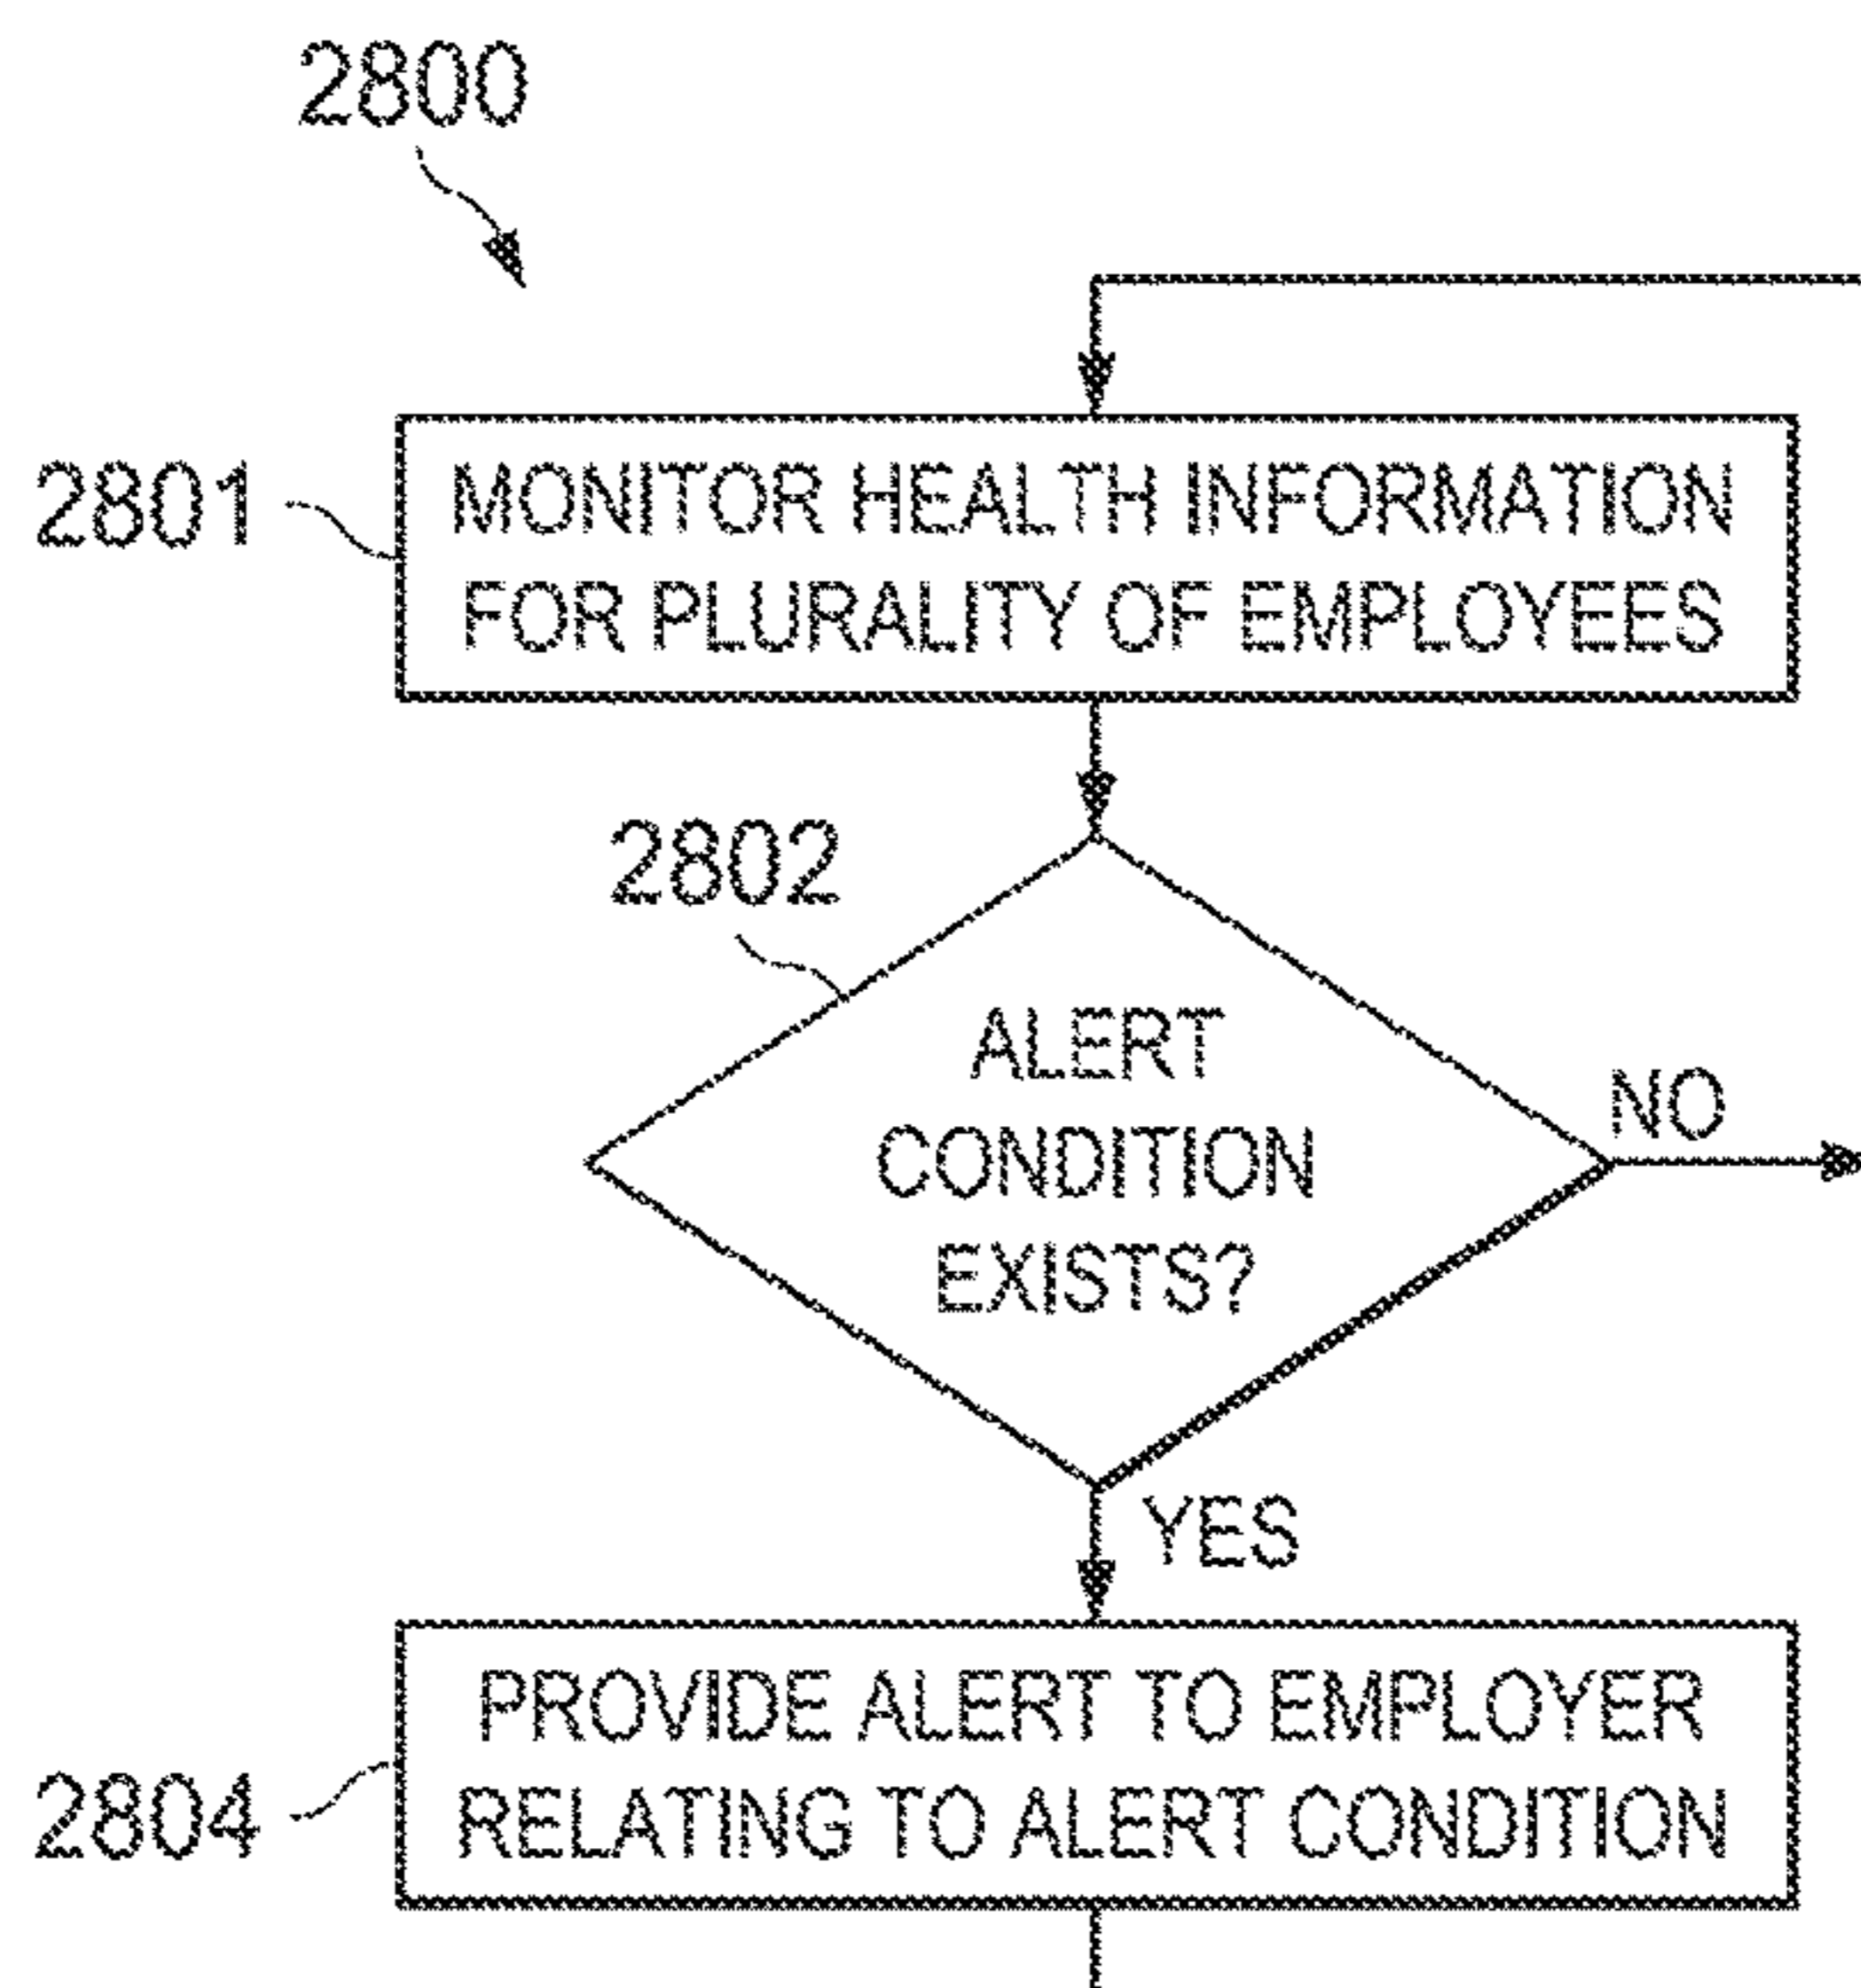 2800
2801
MONITOR HEALTH INFORMATION
FOR PLURALITY OF EMPLOYEES
2802
ALERT
CONDITION
EXISTS?
NO
YES
PROVIDE ALERT TO EMPLOYER
RELATING TO ALERT CONDITION
2804